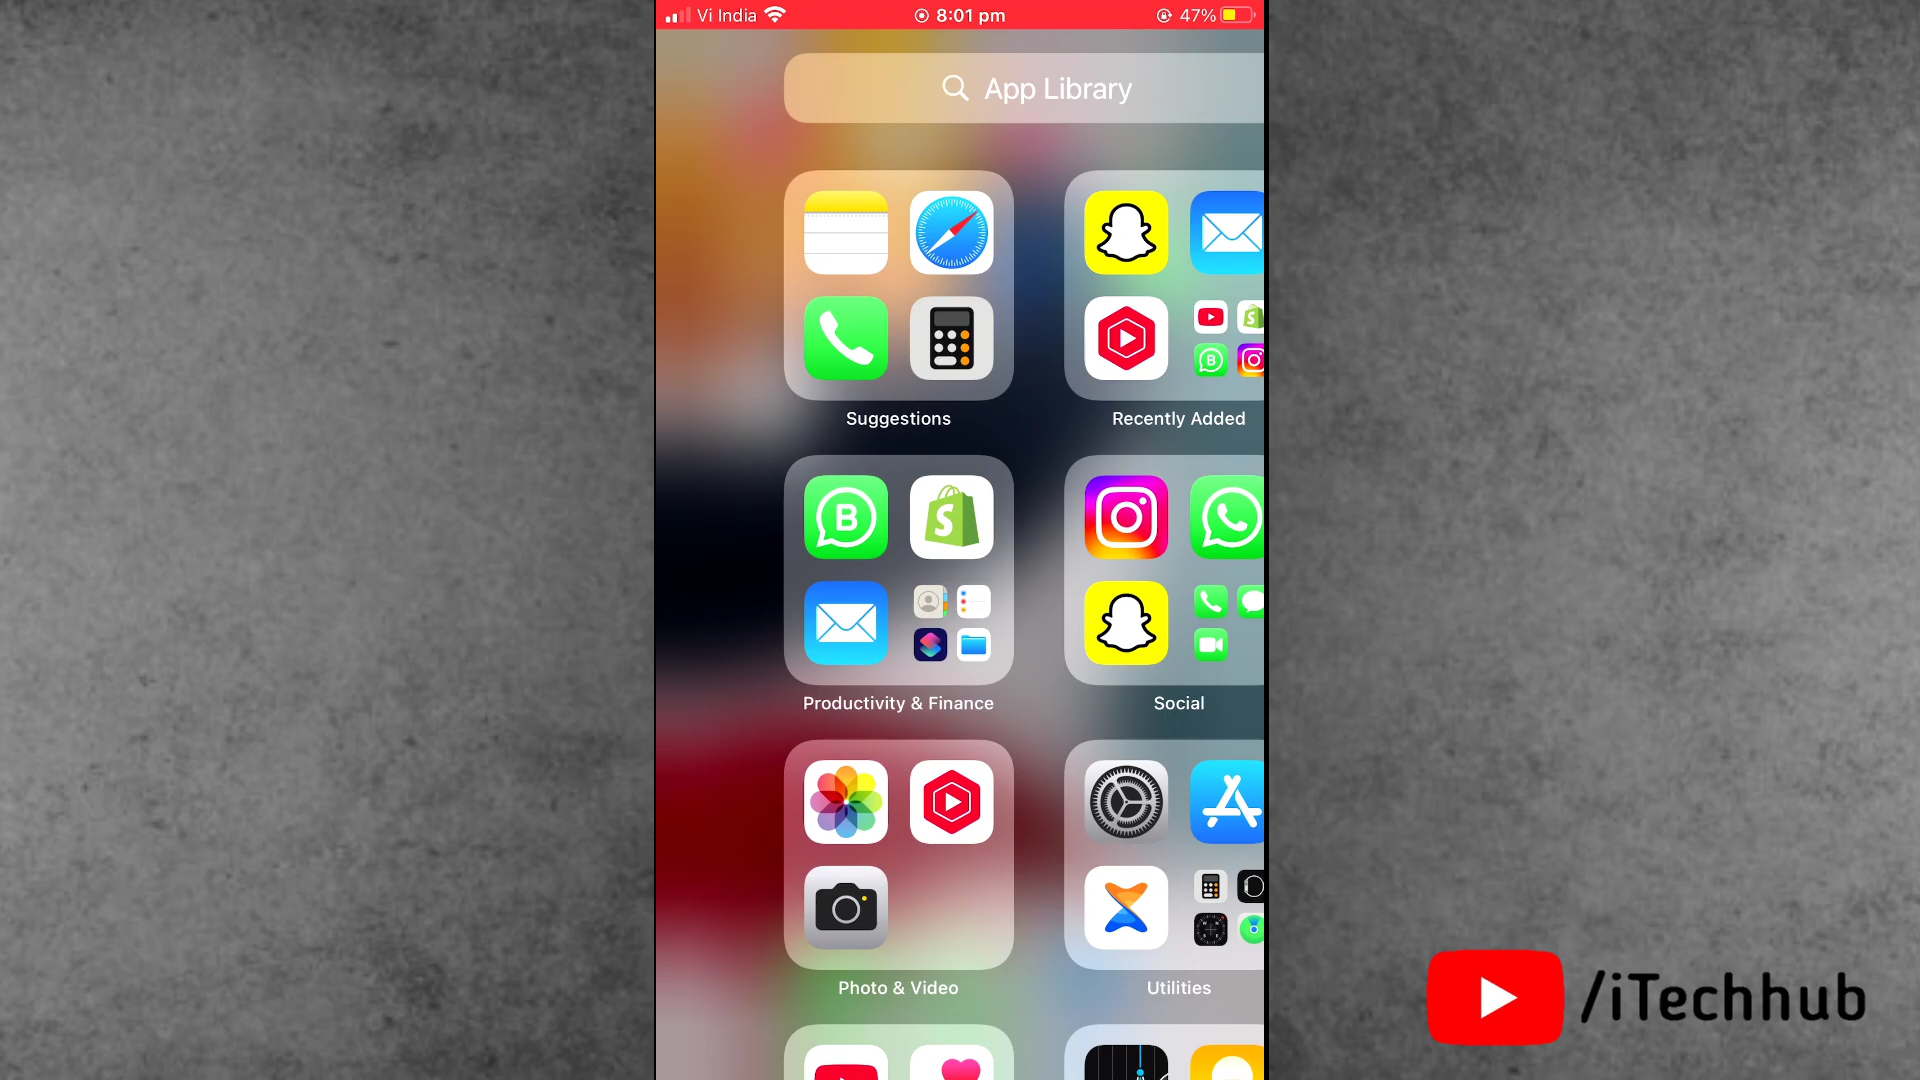 Vi India 8:01 pm 47%
App Library
Suggestions
Recently Added
B S
S
B
Productivity & Finance
Social
Photo & Video
Utilities
/iTechhub